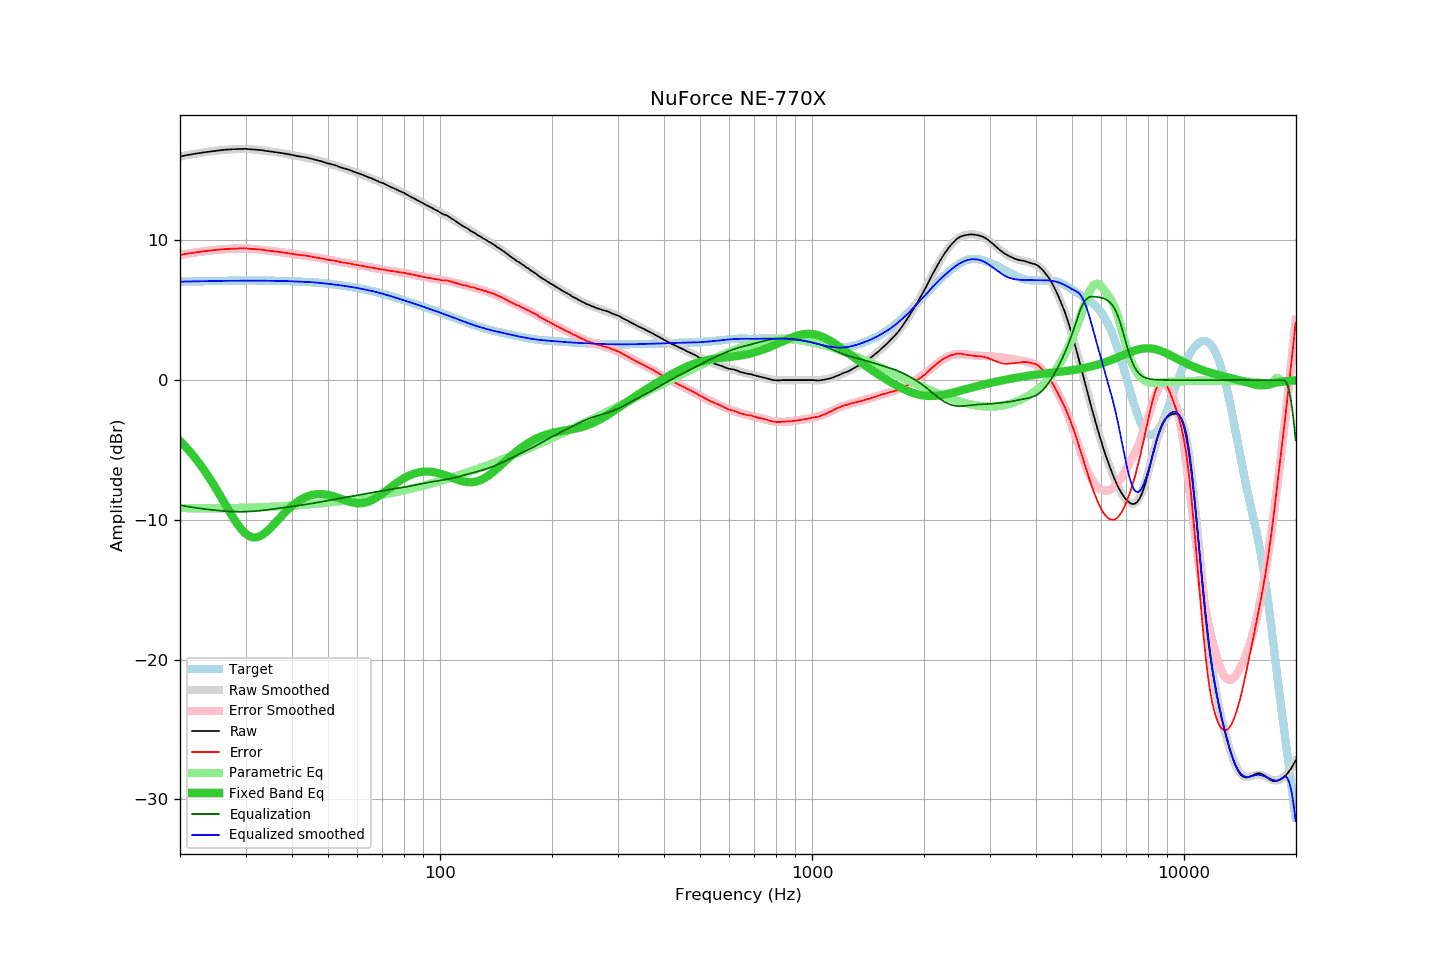 NuForce NE-770X
10
0
−10
−20
−30
Amplitude (dBr)
100
1000
10000
Frequency (Hz)
Target
Raw Smoothed
Error Smoothed
Raw
Error
Parametric Eq
Fixed Band Eq
Equalization
Equalized smoothed